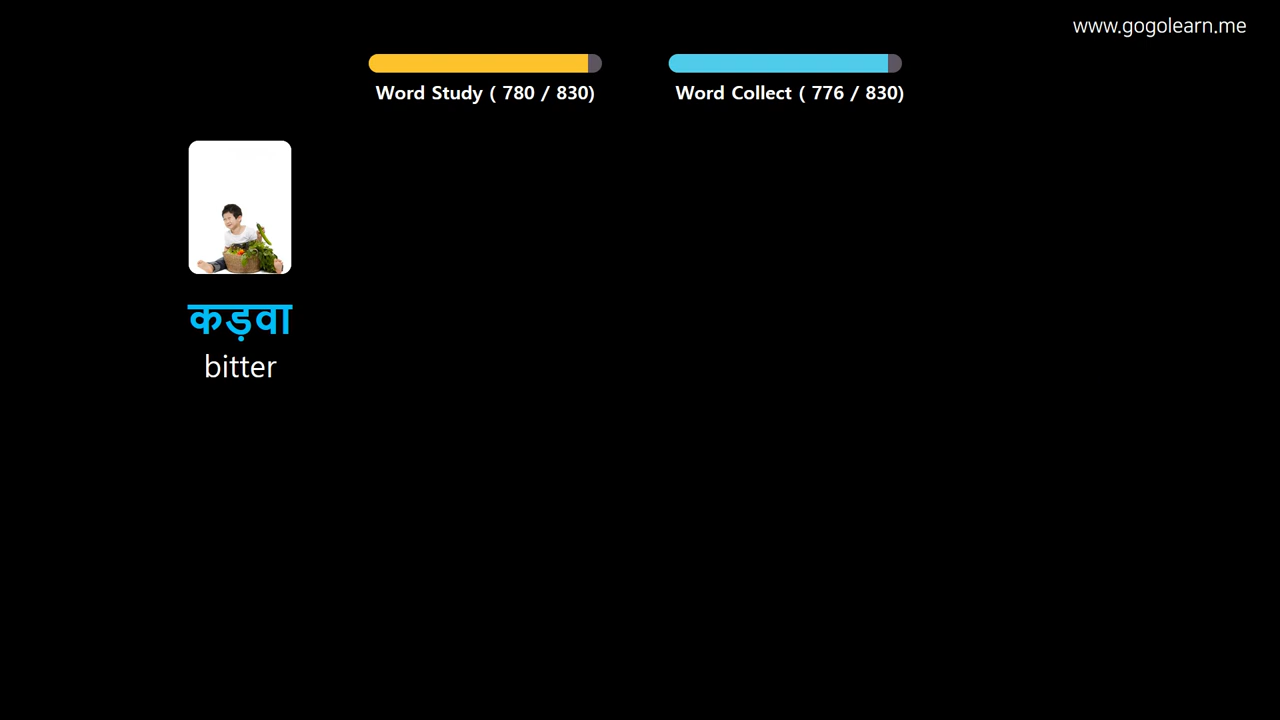 www.gogolearn.me
Word Study ( 780 / 830)
Word Collect ( 776 / 830)
कड़वा
bitter